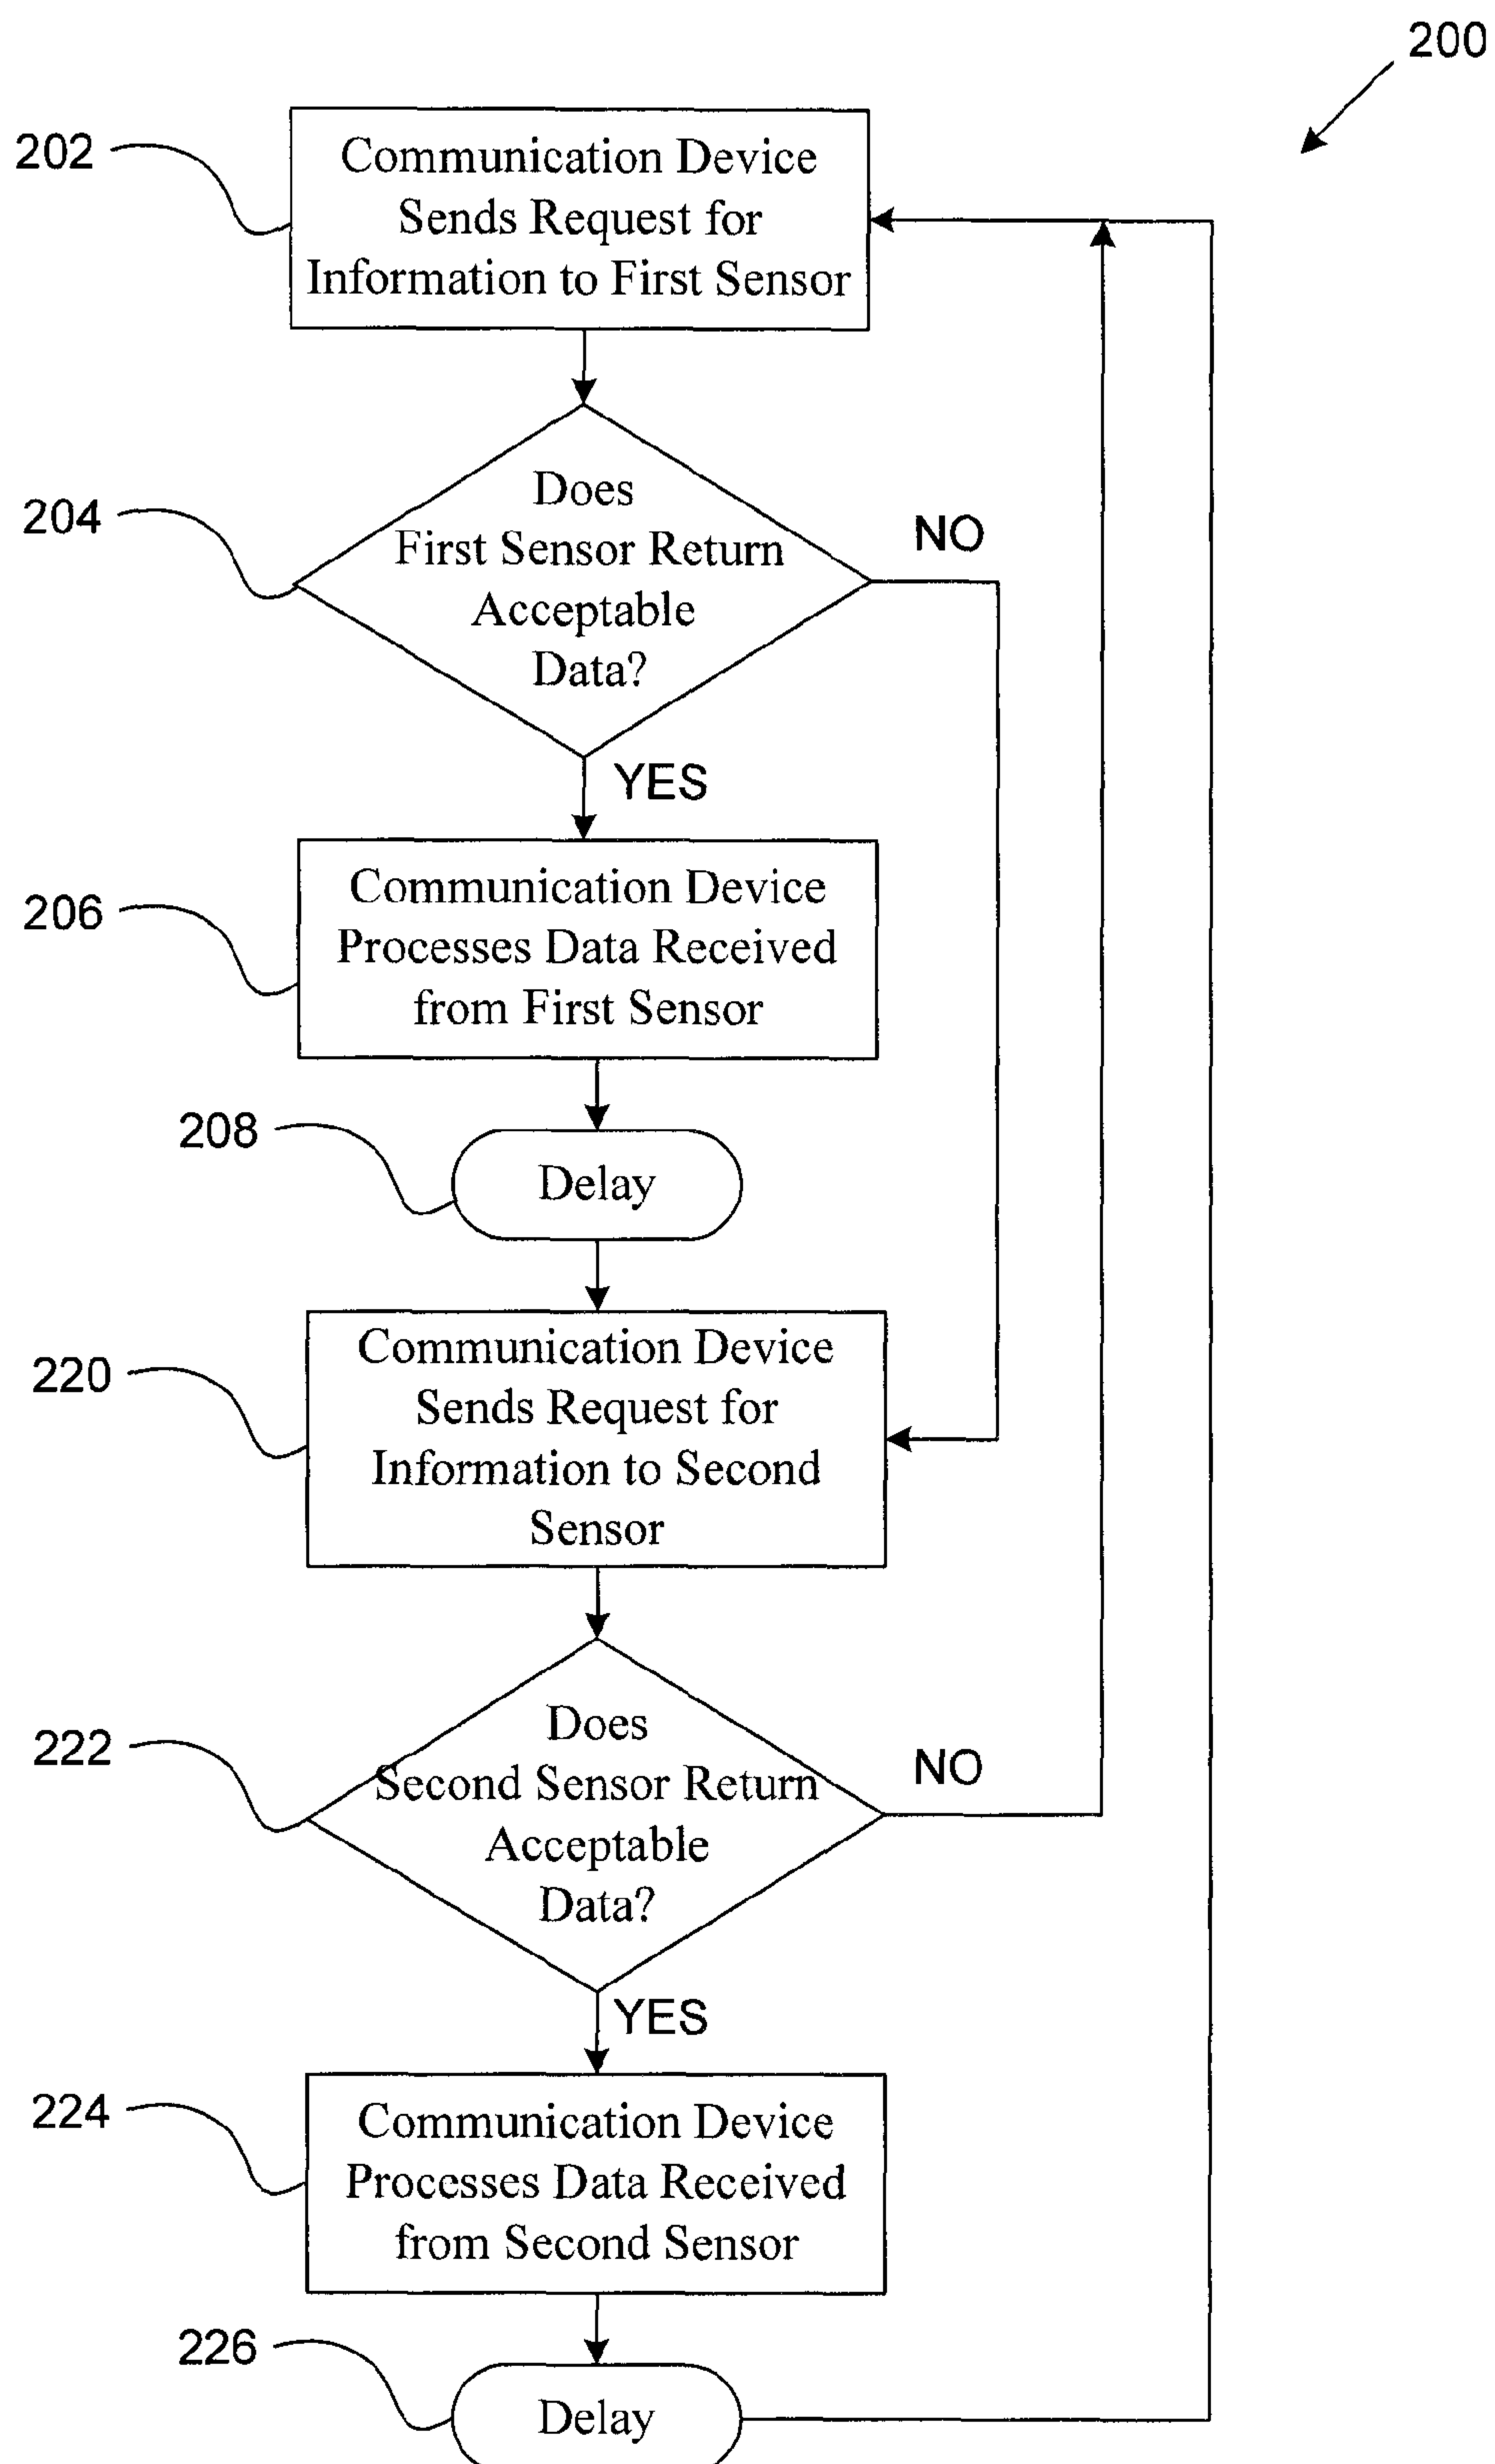 200
202
Communication Device
Sends Request for
Information to First Sensor
204
Does
First Sensor Return
Acceptable
Data?
NO
YES
206
Communication Device
Processes Data Received
from First Sensor
208
Delay
220
Communication Device
Sends Request for
Information to Second
Sensor
222
Does
Second Sensor Return
Acceptable
Data?
NO
YES
224
Communication Device
Processes Data Received
from Second Sensor
226
Delay